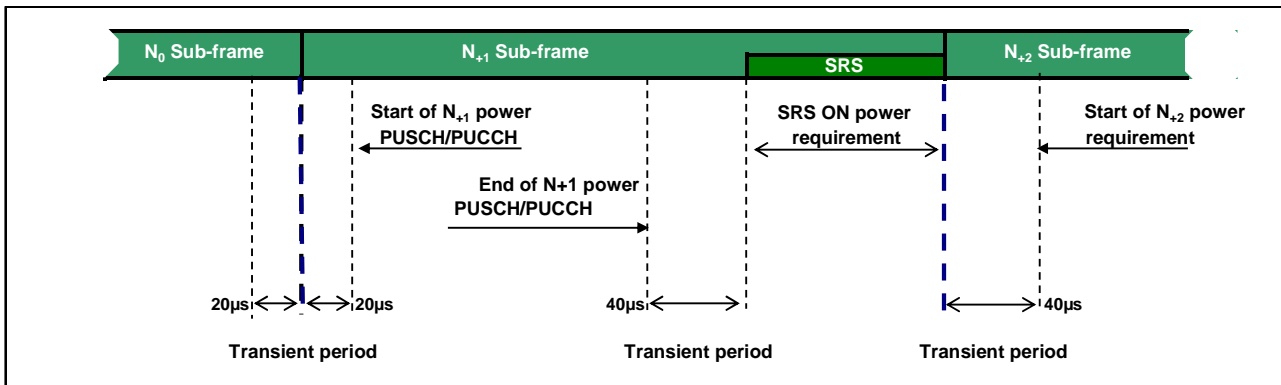 N₀ Sub-frame
N₊₁ Sub-frame
SRS
N₊₂ Sub-frame
Start of N₊₁ power
PUSCH/PUCCH
SRS ON power
requirement
Start of N₊₂ power
requirement
End of N+1 power
PUSCH/PUCCH
20µs
20µs
40µs
40µs
Transient period
Transient period
Transient period